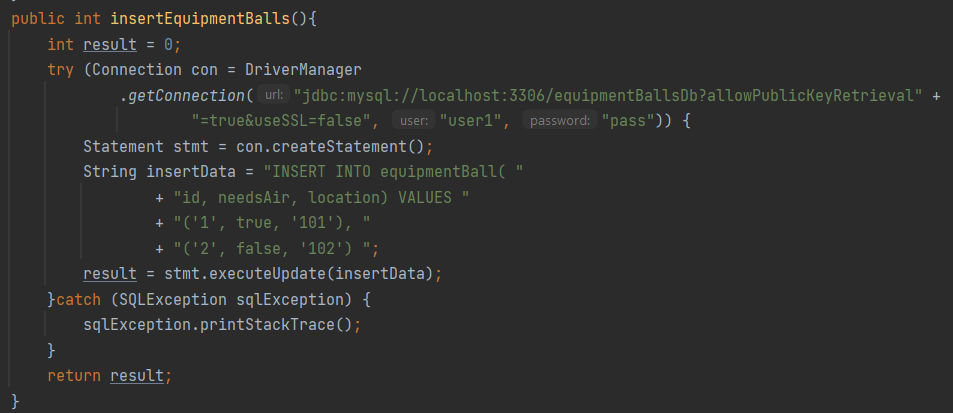 public int insertEquipmentBalls(){
    int result = 0;
    try (Connection con = DriverManager
            .getConnection( url: "jdbc:mysql://localhost:3306/equipmentBallsDb?allowPublicKeyRetrieval" +
                    "=true&useSSL=false", user: "user1", password: "pass")) {
        Statement stmt = con.createStatement();
        String insertData = "INSERT INTO equipmentBall( "
                + "id, needsAir, location) VALUES "
                + "('1', true, '101'), "
                + "('2', false, '102') ";
        result = stmt.executeUpdate(insertData);
    }catch (SQLException sqlException) {
        sqlException.printStackTrace();
    }
    return result;
}